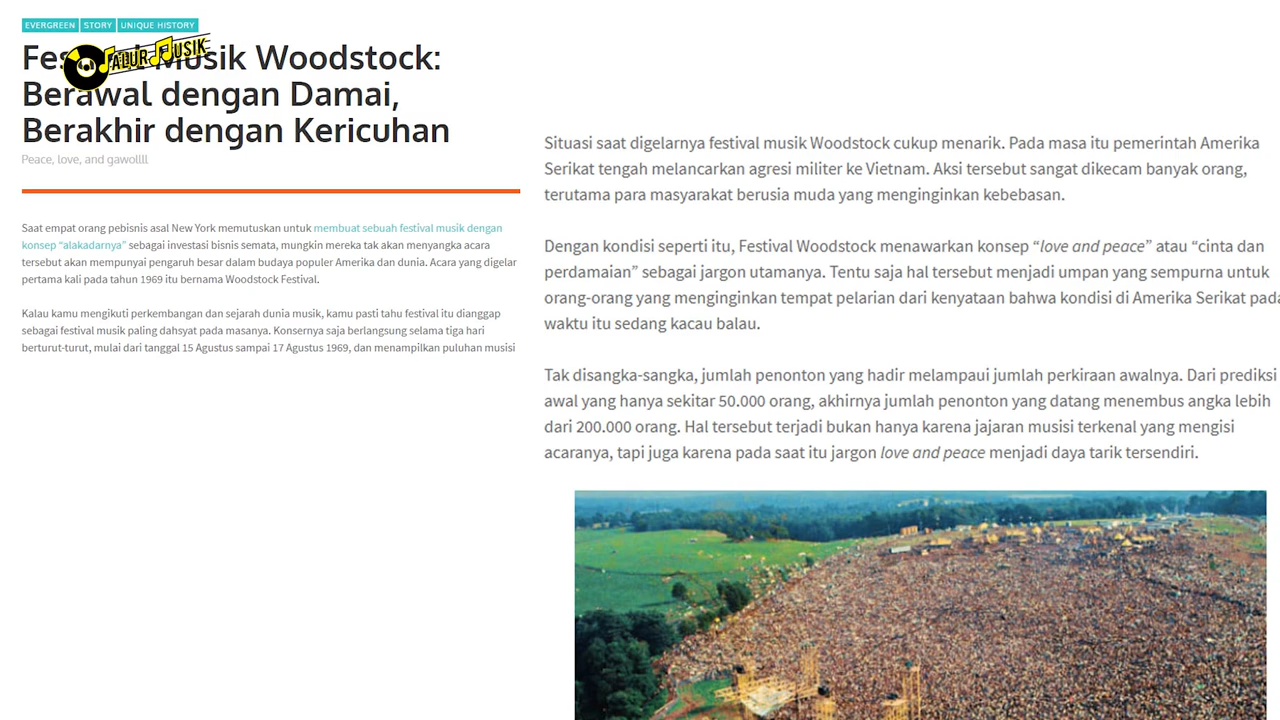 EVERGREEN STORY UNIQUE HISTORY
ALUR MUSIK
Musik Woodstock:
Berawal dengan Damai,
Berakhir dengan Kericuhan
Peace, love, and gawollll
Saat empat orang pebisnis asal New York memutuskan untuk membuat sebuah festival musik dengan
konsep “alakadarnya” sebagai investasi bisnis semata, mungkin mereka tak akan menyangka acara
tersebut akan mempunyai pengaruh besar dalam budaya populer Amerika dan dunia. Acara yang digelar
pertama kali pada tahun 1969 itu bernama Woodstock Festival.
Kalau kamu mengikuti perkembangan dan sejarah dunia musik, kamu pasti tahu festival itu dianggap
sebagai festival musik paling dahsyat pada masanya. Konsernya saja berlangsung selama tiga hari
berturut-turut, mulai dari tanggal 15 Agustus sampai 17 Agustus 1969, dan menampilkan puluhan musisi
Situasi saat digelarnya festival musik Woodstock cukup menarik. Pada masa itu pemerintah Amerika
Serikat tengah melancarkan agresi militer ke Vietnam. Aksi tersebut sangat dikecam banyak orang,
terutama para masyarakat berusia muda yang menginginkan kebebasan.
Dengan kondisi seperti itu, Festival Woodstock menawarkan konsep “love and peace” atau “cinta dan
perdamaian” sebagai jargon utamanya. Tentu saja hal tersebut menjadi umpan yang sempurna untuk
orang-orang yang menginginkan tempat pelarian dari kenyataan bahwa kondisi di Amerika Serikat pada
waktu itu sedang kacau balau.
Tak disangka-sangka, jumlah penonton yang hadir melampaui jumlah perkiraan awalnya. Dari prediksi
awal yang hanya sekitar 50.000 orang, akhirnya jumlah penonton yang datang menembus angka lebih
dari 200.000 orang. Hal tersebut terjadi bukan hanya karena jajaran musisi terkenal yang mengisi
acaranya, tapi juga karena pada saat itu jargon love and peace menjadi daya tarik tersendiri.